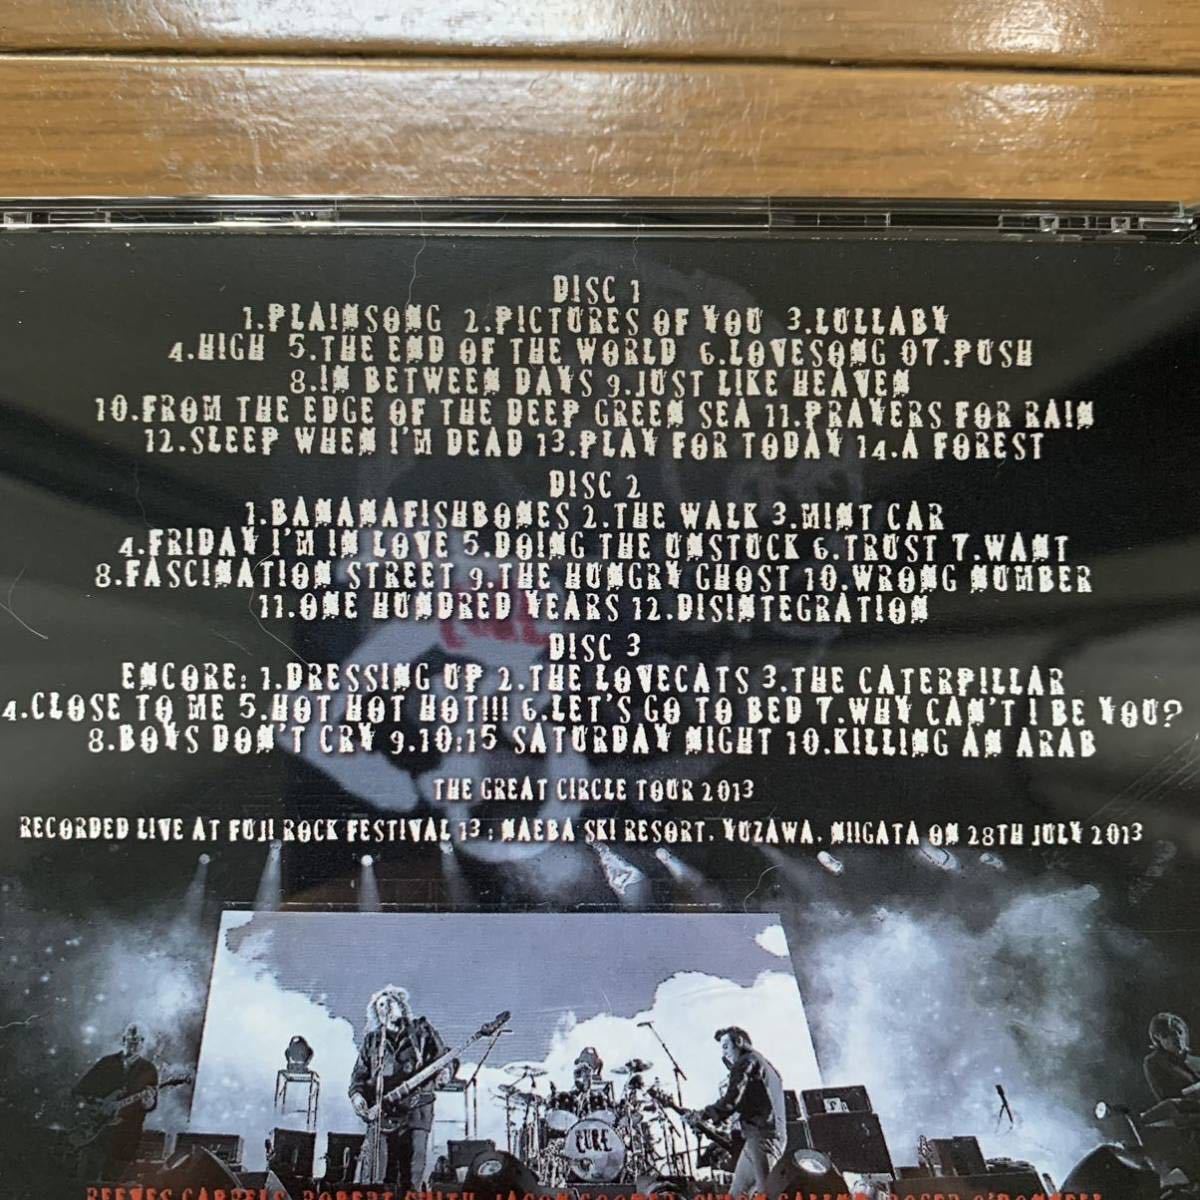 DISC 1
1.PLAINSONG 2.PICTURES OF YOU 3.LULLABY
4.HIGH 5.THE END OF THE WORLD 6.LOVESONG 07.PUSH
8.IN BETWEEN DAYS 9.JUST LIKE HEAVEN
10.FROM THE EDGE OF THE DEEP GREEN SEA 11.PRAYERS FOR RAIN
12.SLEEP WHEN I'M DEAD 13.PLAY FOR TODAY 14.A FOREST
DISC 2
1.BANANAFISHBONES 2.THE WALK 3.MINT CAR
4.FRIDAY I'M IN LOVE 5.DOING THE UNSTUCK 6.TRUST 7.WANT
8.FASCINATION STREET 9.THE HUNGRY GHOST 10.WRONG NUMBER
11.ONE HUNDRED YEARS 12.DISINTEGRATION
DISC 3
ENCORE: 1.DRESSING UP 2.THE LOVECATS 3.THE CATERPILLAR
4.CLOSE TO ME 5.HOT HOT HOT!!! 6.LET'S GO TO BED 7.WHY CAN'T I BE YOU?
8.BOYS DON'T CRY 9.10:15 SATURDAY NIGHT 10.KILLING AN ARAB
THE GREAT CIRCLE TOUR 2013
RECORDED LIVE AT FUJI ROCK FESTIVAL 13 : NAEBA SKI RESORT, YUZAWA, NIIGATA ON 28TH JULY 2013
CURE
REEVES GABRELS, ROBERT SMITH, JASON COOPER, SIMON GALLUP,